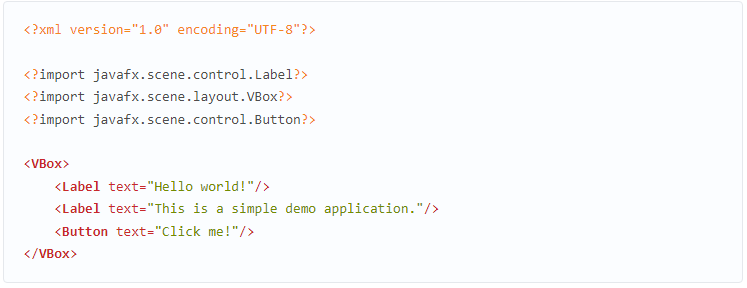 <?xml version="1.0" encoding="UTF-8"?>
<?import javafx.scene.control.Label?>
<?import javafx.scene.layout.VBox?>
<?import javafx.scene.control.Button?>
<VBox>
    <Label text="Hello world!"/>
    <Label text="This is a simple demo application."/>
    <Button text="Click me!"/>
</VBox>